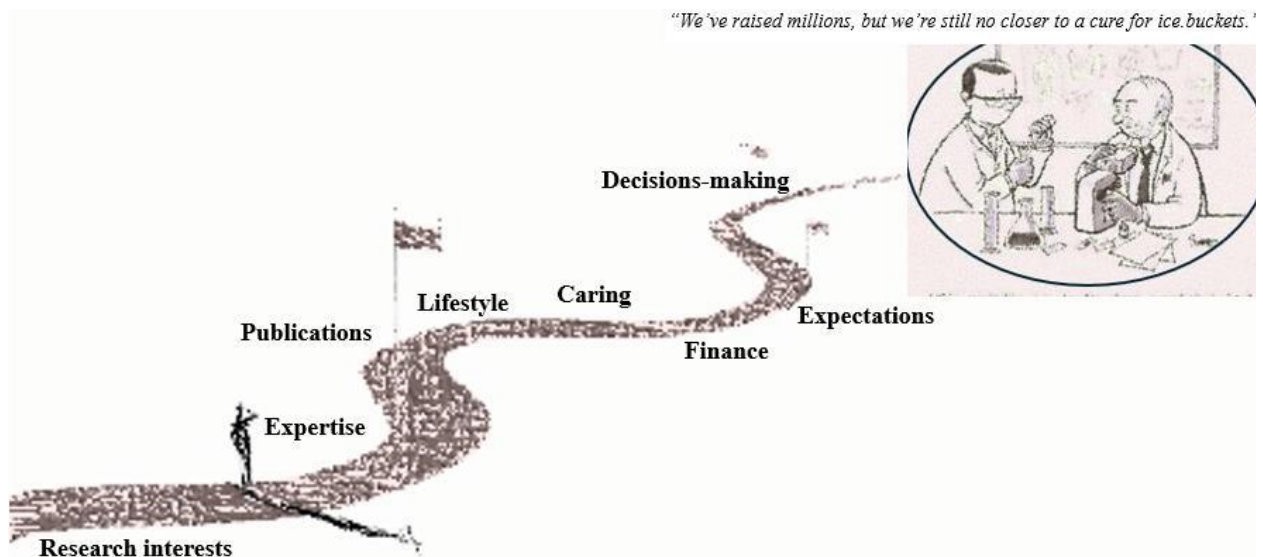 “We’ve raised millions, but we’re still no closer to a cure for ice.buckets.’
Decisions-making
Caring
Lifestyle
Expectations
Publications
Finance
Expertise
Research interests